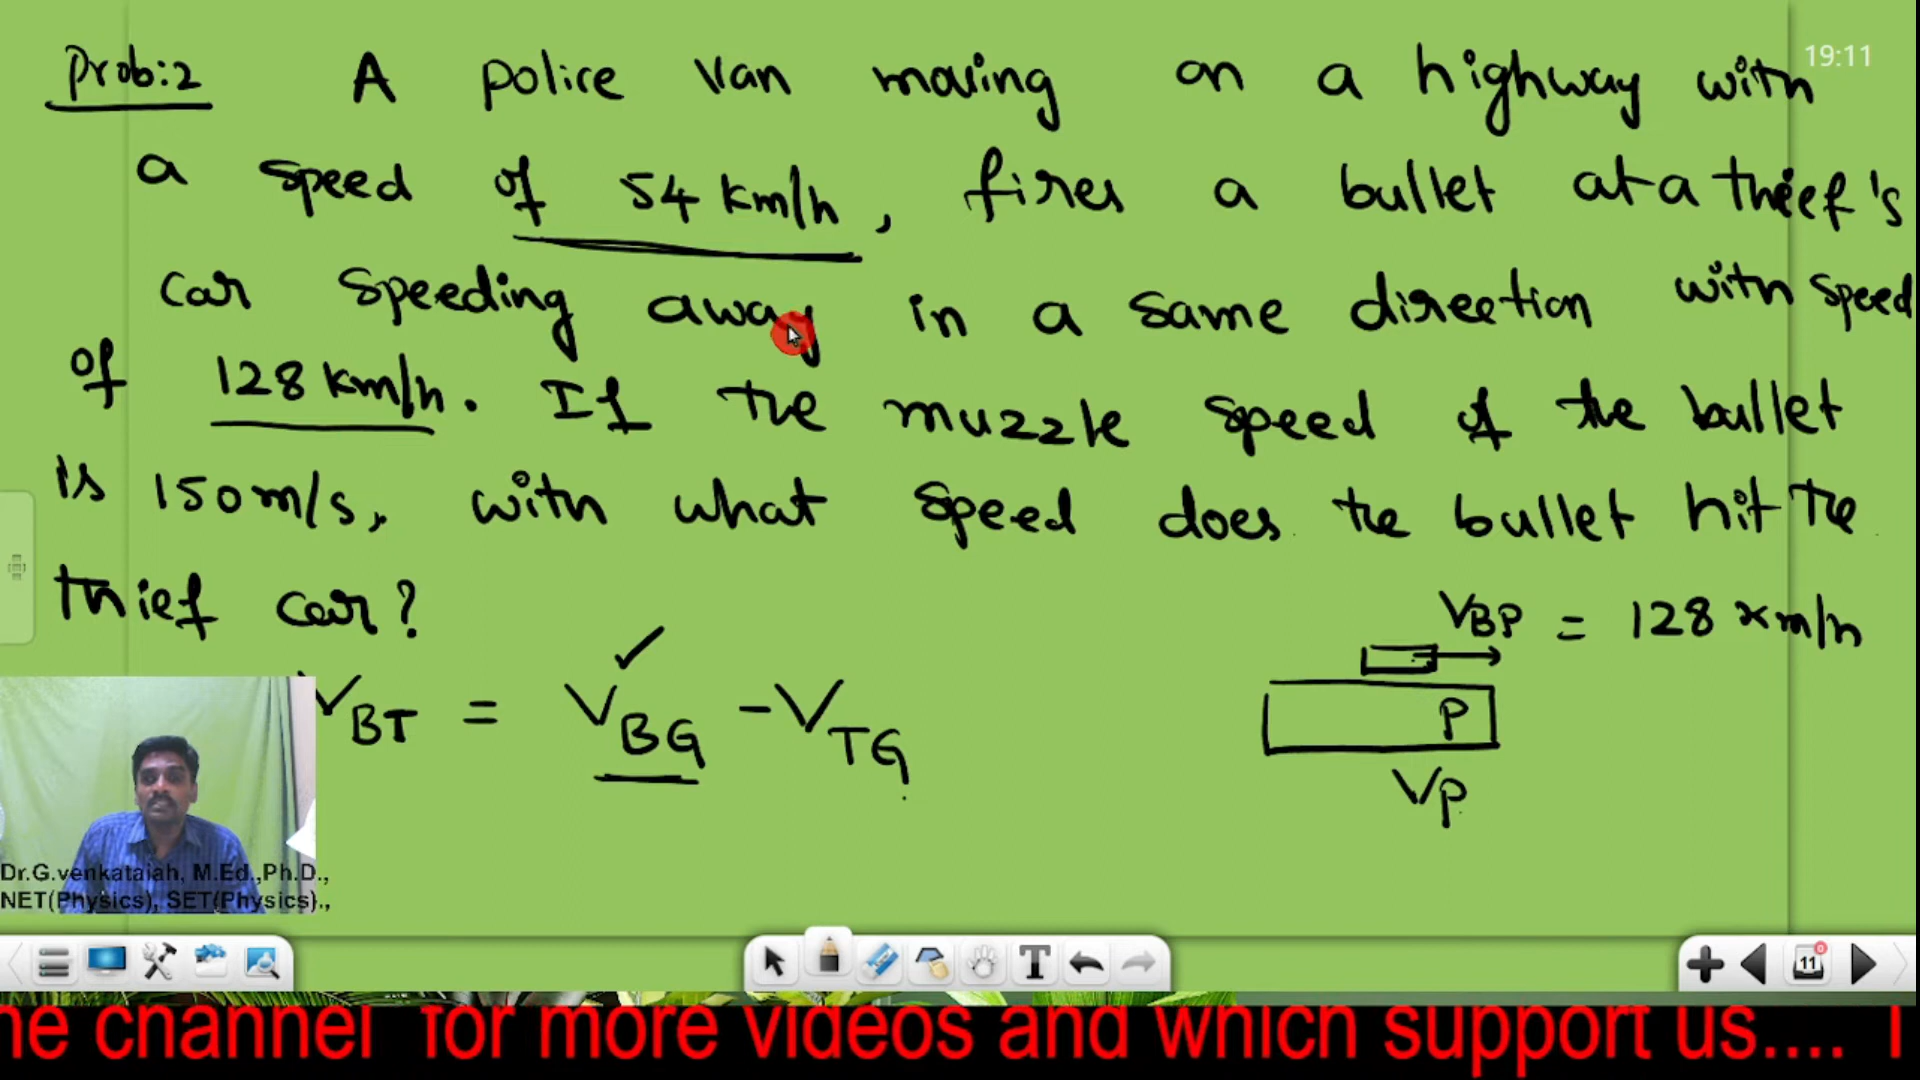 19:11
Prob:2 A police van moving on a highway with
a speed of 54 km/h, fires a bullet at a thief's
car speeding away in a same direction with speed
of 128 km/h. If the muzzle speed of the bullet
is 150 m/s, with what speed does the bullet hit the
thief car?
VBP = 128 km/h
VBT = VBG - VTG
P
VP
Dr.G.venkataiah, M.Ed.,Ph.D.,
NET(Physics), SET(Physics).,
T
0
11
he channel for more videos and which support us....